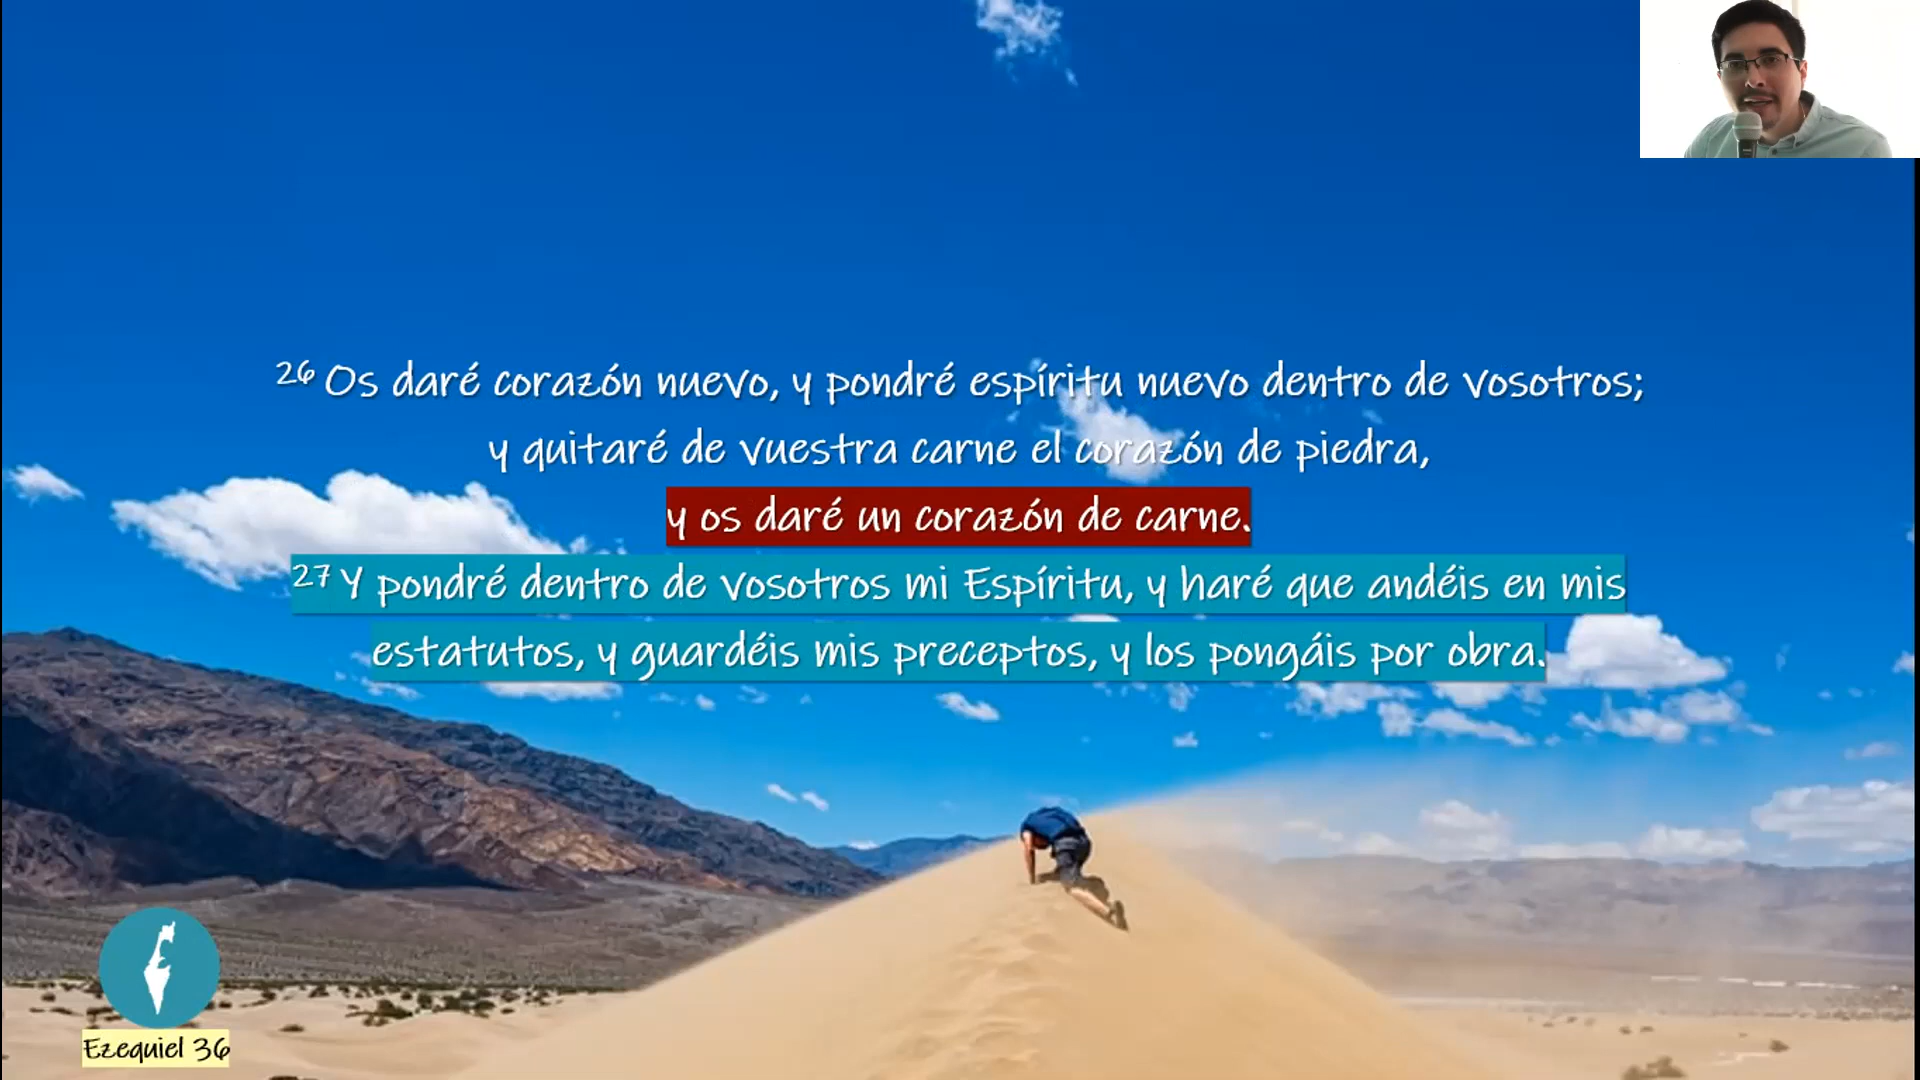 26 Os daré corazón nuevo, y pondré espíritu nuevo dentro de vosotros;
y quitaré de vuestra carne el corazón de piedra,
y os daré un corazón de carne.
27 Y pondré dentro de vosotros mi Espíritu, y haré que andéis en mis
estatutos, y guardéis mis preceptos, y los pongáis por obra.
Ezequiel 36